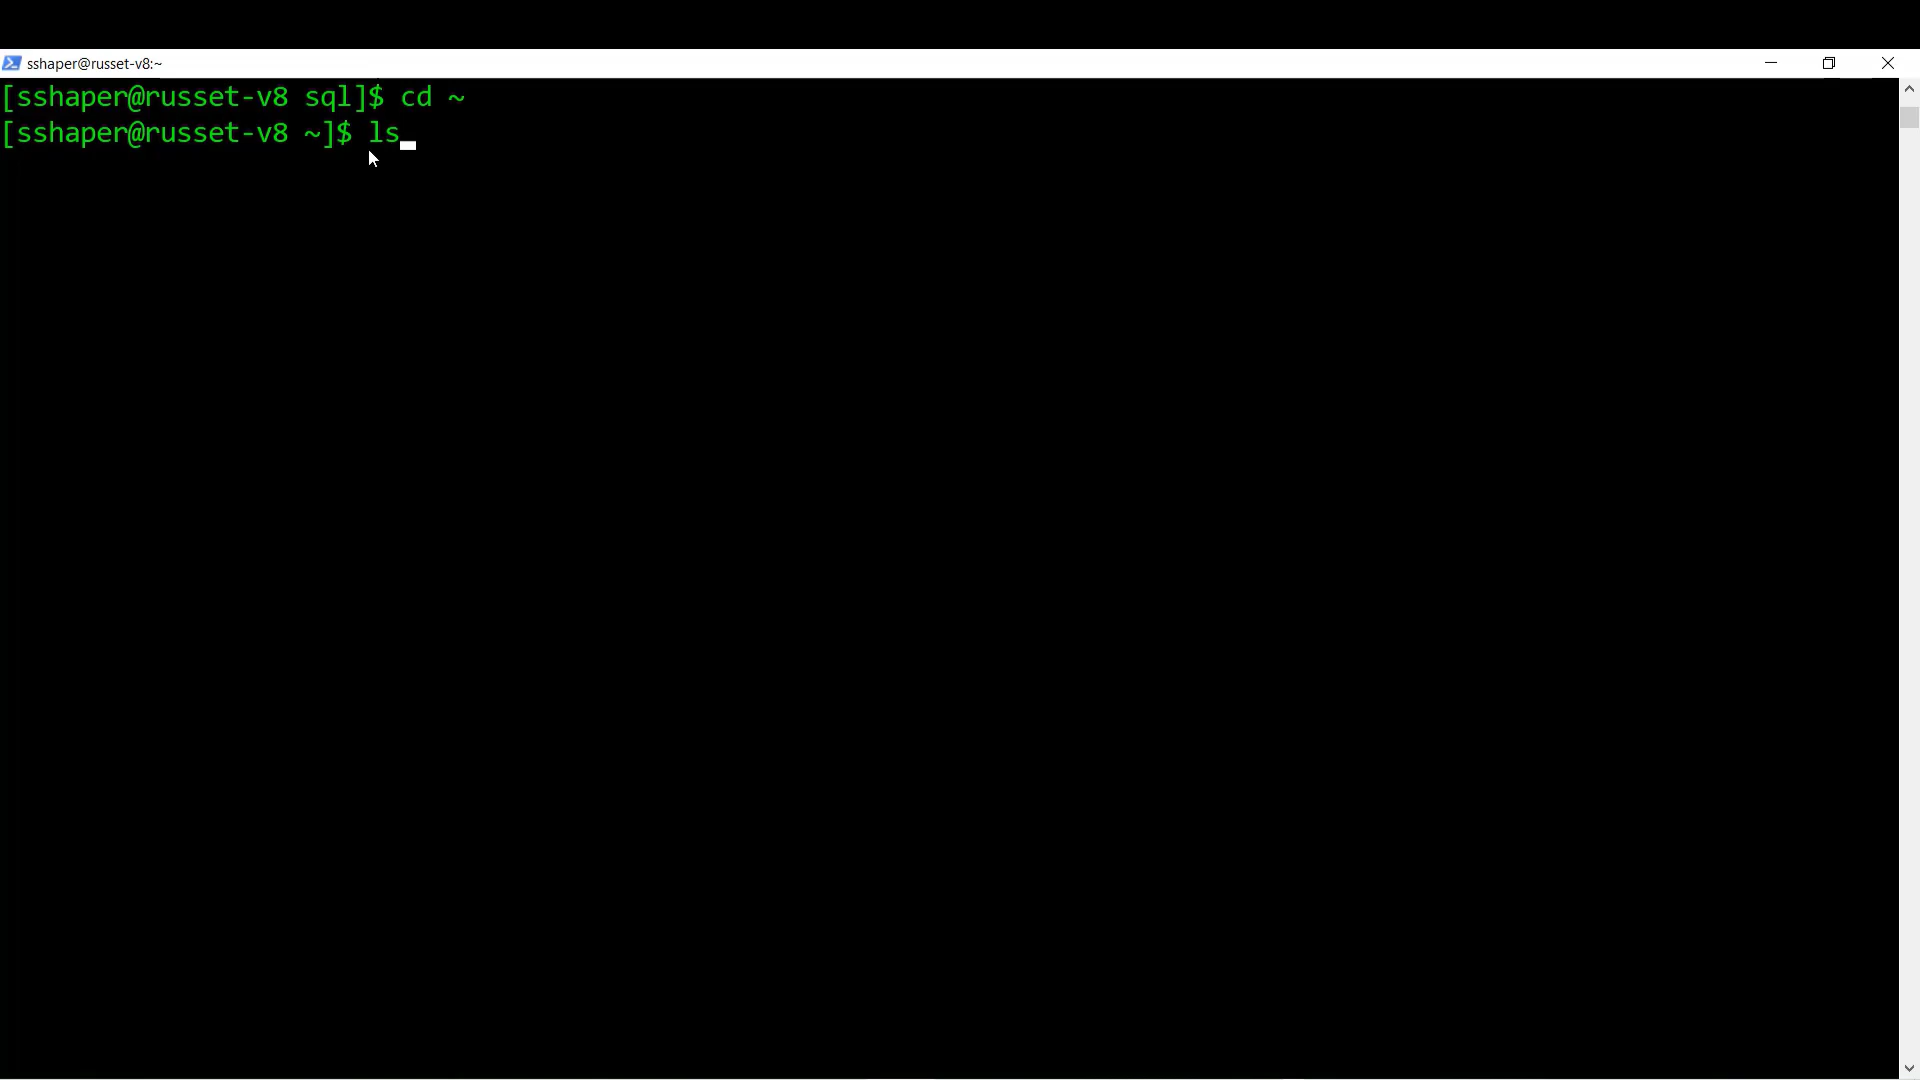 sshaper@russet-v8:~
[sshaper@russet-v8 sql]$ cd ~
[sshaper@russet-v8 ~]$ ls